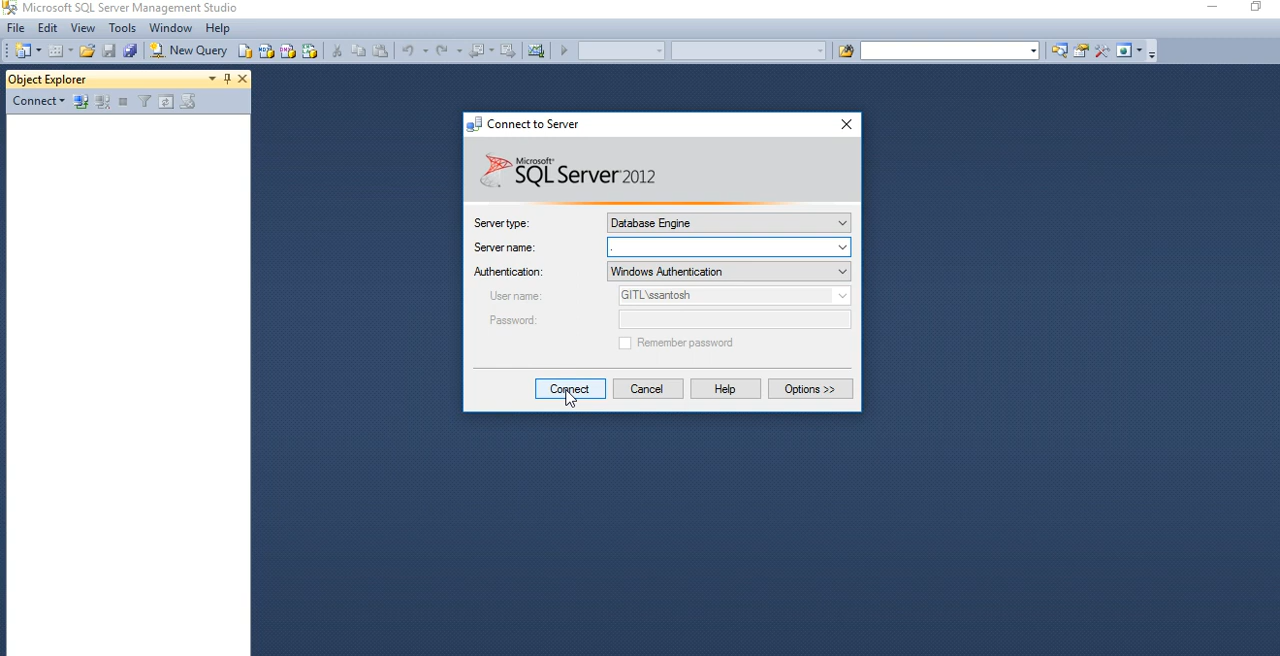 Microsoft SQL Server Management Studio
File Edit View Tools Window Help
New Query
Object Explorer
Connect
Connect to Server
Microsoft®
SQL Server 2012
Server type: Database Engine
Server name: .
Authentication: Windows Authentication
User name: GITL\ssantosh
Password:
Remember password
Connect Cancel Help Options >>